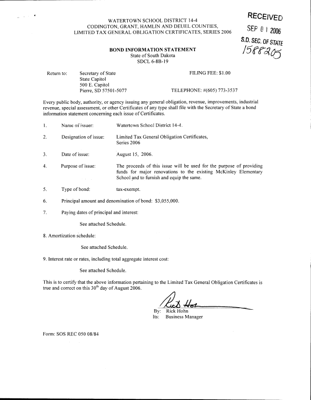 WATERTOWN SCHOOL DISTRICT 14-4
CODINGTON, GRANT, HAMLIN AND DEUEL COUNTIES,
LIMITED TAX GENERAL OBLIGATION CERTIFICATES, SERIES 2006
RECEIVED
SEP 01 2006
S.D. SEC. OF STATE
1588205
BOND INFORMATION STATEMENT
State of South Dakota
SDCL 6-8B-19
Return to: Secretary of State FILING FEE: $1.00
State Capitol
500 E. Capitol
Pierre, SD 57501-5077 TELEPHONE: #(605) 773-3537
Every public body, authority, or agency issuing any general obligation, revenue, improvements, industrial
revenue, special assessment, or other Certificates of any type shall file with the Secretary of State a bond
information statement concerning each issue of Certificates.
1. Name of issuer: Watertown School District 14-4.
2. Designation of issue: Limited Tax General Obligation Certificates,
Series 2006
3. Date of issue: August 15, 2006.
4. Purpose of issue: The proceeds of this issue will be used for the purpose of providing
funds for major renovations to the existing McKinley Elementary
School and to furnish and equip the same.
5. Type of bond: tax-exempt.
6. Principal amount and denomination of bond: $3,055,000.
7. Paying dates of principal and interest:
See attached Schedule.
8. Amortization schedule:
See attached Schedule.
9. Interest rate or rates, including total aggregate interest cost:
See attached Schedule.
This is to certify that the above information pertaining to the Limited Tax General Obligation Certificates is
true and correct on this 30th day of August 2006.
By: Rick Hohn
Its: Business Manager
Form: SOS REC 050 08/84